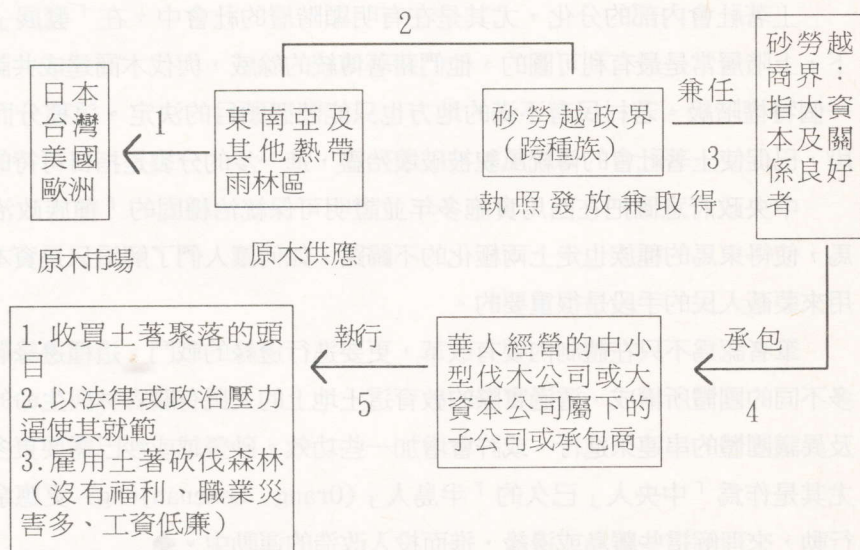 2
日本
台灣
美國
歐洲
1
東南亞及
其他熱帶
雨林區
砂勞越政界
（跨種族）
兼任
3
砂勞越
商界：
指大資
本及關
係良好
者
執照發放兼取得
原木市場
原木供應
1.收買土著聚落的頭
目
2.以法律或政治壓力
逼使其就範
3.雇用土著砍伐森林
（沒有福利、職業災
害多、工資低廉）
執行
5
華人經營的中小
型伐木公司或大
資本公司屬下的
子公司或承包商
承包
4